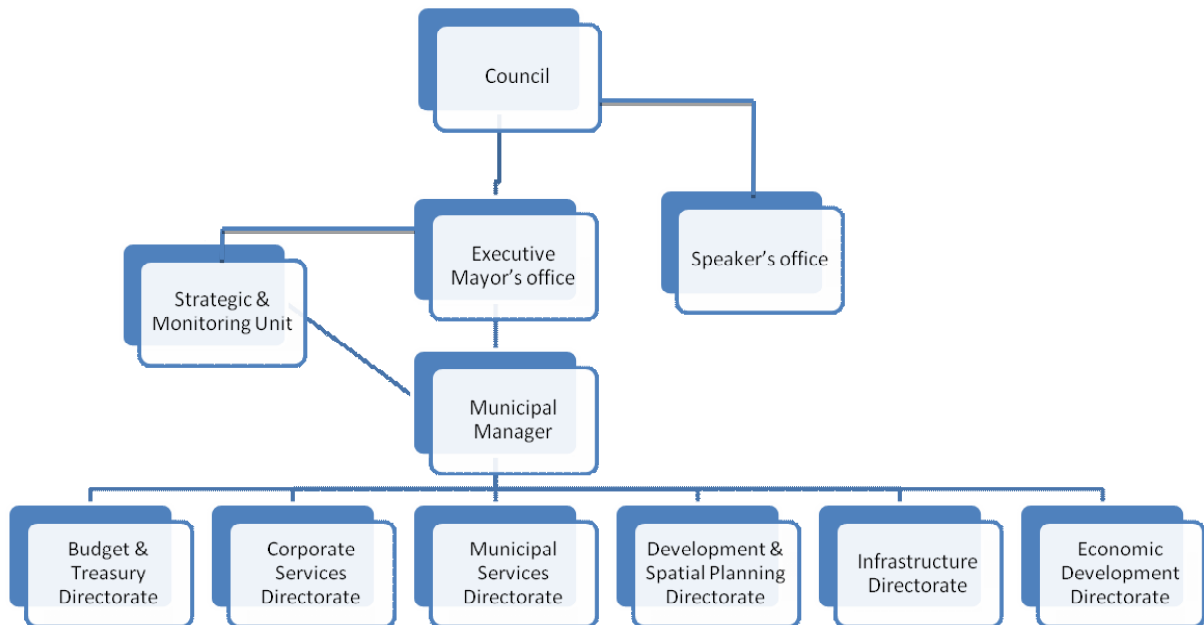 Council
Executive
Mayor's office
Speaker's office
Strategic &
Monitoring Unit
Municipal
Manager
Budget &
Treasury
Directorate
Corporate
Services
Directorate
Municipal
Services
Directorate
Development &
Spatial Planning
Directorate
Infrastructure
Directorate
Economic
Development
Directorate